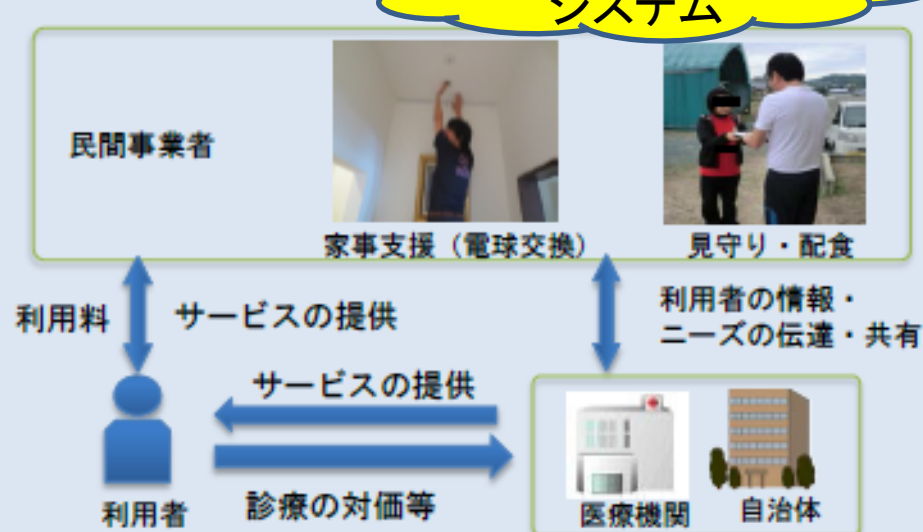 システム
民間事業者
家事支援（電球交換）
見守り・配食
利用料
サービスの提供
利用者の情報・
ニーズの伝達・共有
サービスの提供
利用者
診療の対価等
医療機関
自治体